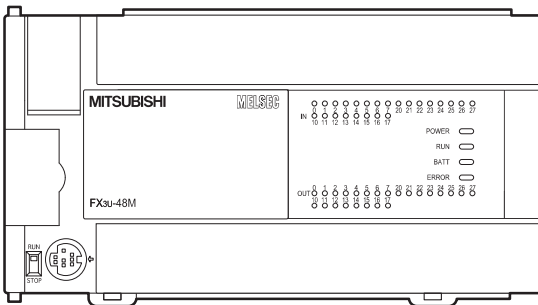 MITSUBISHI
MELSEC
0 1 2 3 4 5 6 7 20 21 22 23 24 25 26 27
IN
10 11 12 13 14 15 16 17
POWER
RUN
BATT
ERROR
FX3U-48M
0 1 2 3 4 5 6 7 20 21 22 23 24 25 26 27
OUT
10 11 12 13 14 15 16 17
RUN
STOP